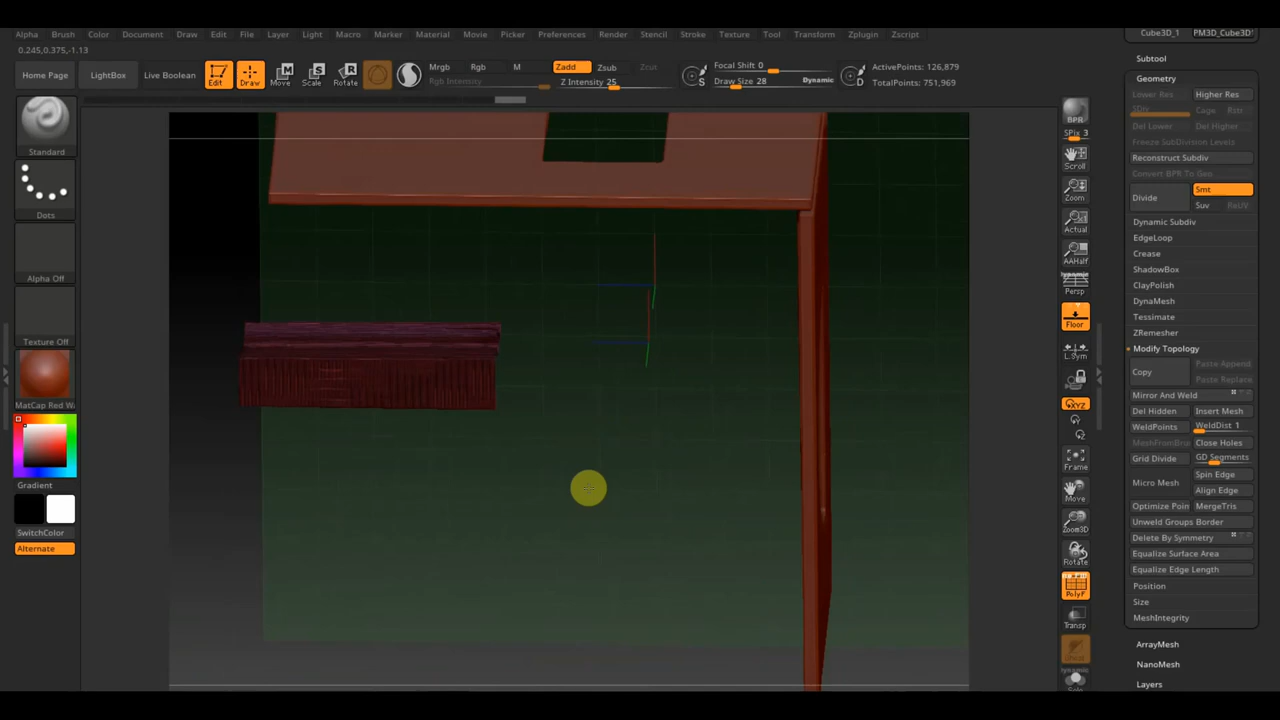 Alpha Brush Color Document Draw Edit File Layer Light Macro Marker Material Movie Picker Preferences Render Stencil Stroke Texture Tool Transform Zplugin Zscript
Cube3D_1 PM3D_Cube3D
0.245,0.375,-1.13
Subtool
Home Page LightBox Live Boolean Edit Draw Move Scale Rotate
Mrgb Rgb M Zadd Zsub Zcut
Rgb Intensity Z Intensity 25
Focal Shift 0
Draw Size 28 Dynamic
ActivePoints: 126,879
TotalPoints: 751,969
Geometry
Lower Res Higher Res
SDiv Cage Rstr
Del Lower Del Higher
Freeze SubDivision Levels
Reconstruct Subdiv
Convert BPR To Geo
Divide Smt
Suv ReUV
Dynamic Subdiv
EdgeLoop
Crease
ShadowBox
ClayPolish
DynaMesh
Tessimate
ZRemesher
Modify Topology
Copy Paste Append
Paste Replace
Mirror And Weld
Del Hidden Insert Mesh
WeldPoints WeldDist 1
MeshFromBru Close Holes
Grid Divide GD Segments
Micro Mesh Spin Edge
Align Edge
Optimize Poin MergeTris
Unweld Groups Border
Delete By Symmetry
Equalize Surface Area
Equalize Edge Length
Position
Size
MeshIntegrity
ArrayMesh
NanoMesh
Layers
Standard
Dots
Alpha Off
Texture Off
MatCap Red Wa
Gradient
SwitchColor
Alternate
BPR
SPix 3
Scroll
Zoom
Actual
AAHalf
Dynamic
Persp
Floor
L.Sym
XYZ
Frame
Move
Zoom3D
Rotate
PolyF
Transp
Dynamic
Solo